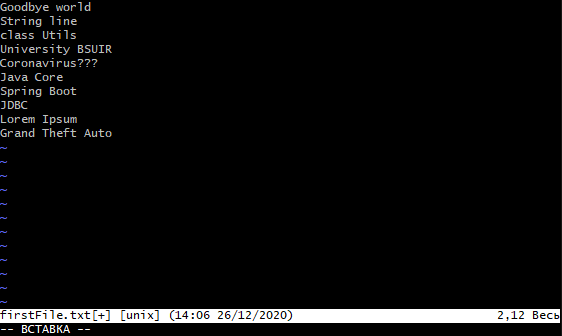 Goodbye world
String line
class Utils
University BSUIR
Coronavirus???
Java Core
Spring Boot
JDBC
Lorem Ipsum
Grand Theft Auto
~
~
~
~
~
~
~
~
~
~
~
~
firstFile.txt[+] [unix] (14:06 26/12/2020) 2,12 Весь
-- ВСТАВКА --